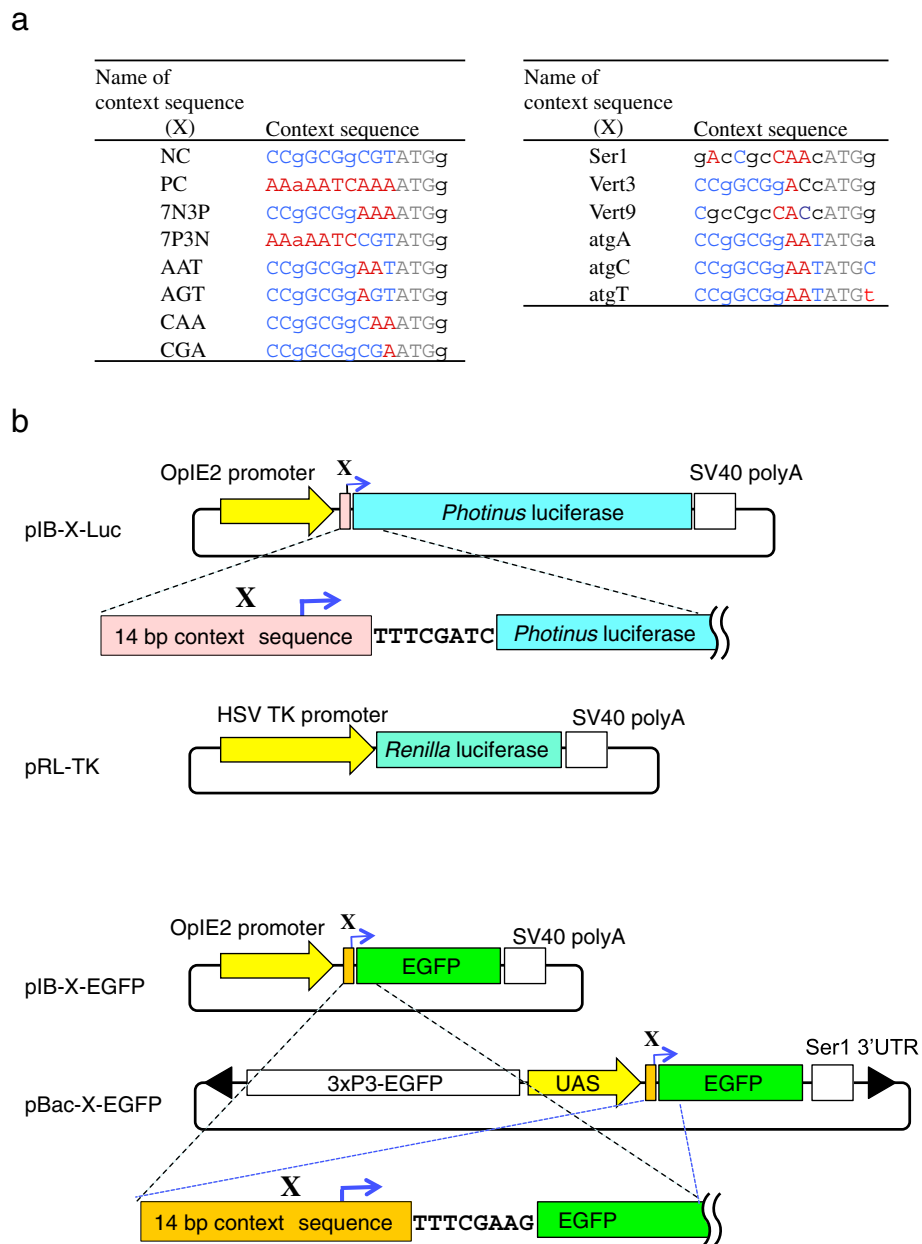 a
Name of
context sequence
(X) Context sequence
NC CCgGCGgCGTATGg
PC AAaAATCAAAATGg
7N3P CCgGCGgAAAATGg
7P3N AAaAATCCGTATGg
AAT CCgGCGgAATATGg
AGT CCgGCGgAGTATGg
CAA CCgGCGgCAAATGg
CGA CCgGCGgCGAATGg
Name of
context sequence
(X) Context sequence
Ser1 gAcCgcCAAcATGg
Vert3 CCgGCGgACcATGg
Vert9 CgcCgcCACcATGg
atgA CCgGCGgAATATGa
atgC CCgGCGgAATATGC
atgT CCgGCGgAATATGt
b
OpIE2 promoter X SV40 polyA
pIB-X-Luc Photinus luciferase
X
14 bp context sequence TTTCGATC Photinus luciferase
HSV TK promoter SV40 polyA
pRL-TK Renilla luciferase
OpIE2 promoter X SV40 polyA
pIB-X-EGFP EGFP
X Ser1 3'UTR
pBac-X-EGFP 3xP3-EGFP UAS EGFP
X
14 bp context sequence TTTCGAAG EGFP